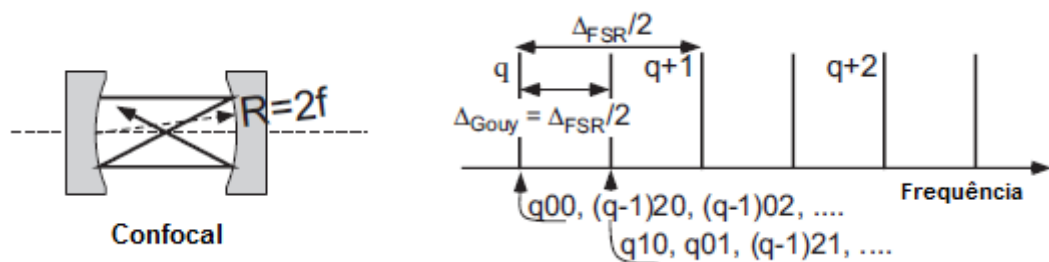 R=2f
Confocal
Δ_FSR/2
q
q+1
q+2
Δ_Gouy = Δ_FSR/2
Frequência
q00, (q-1)20, (q-1)02, ....
q10, q01, (q-1)21, ....